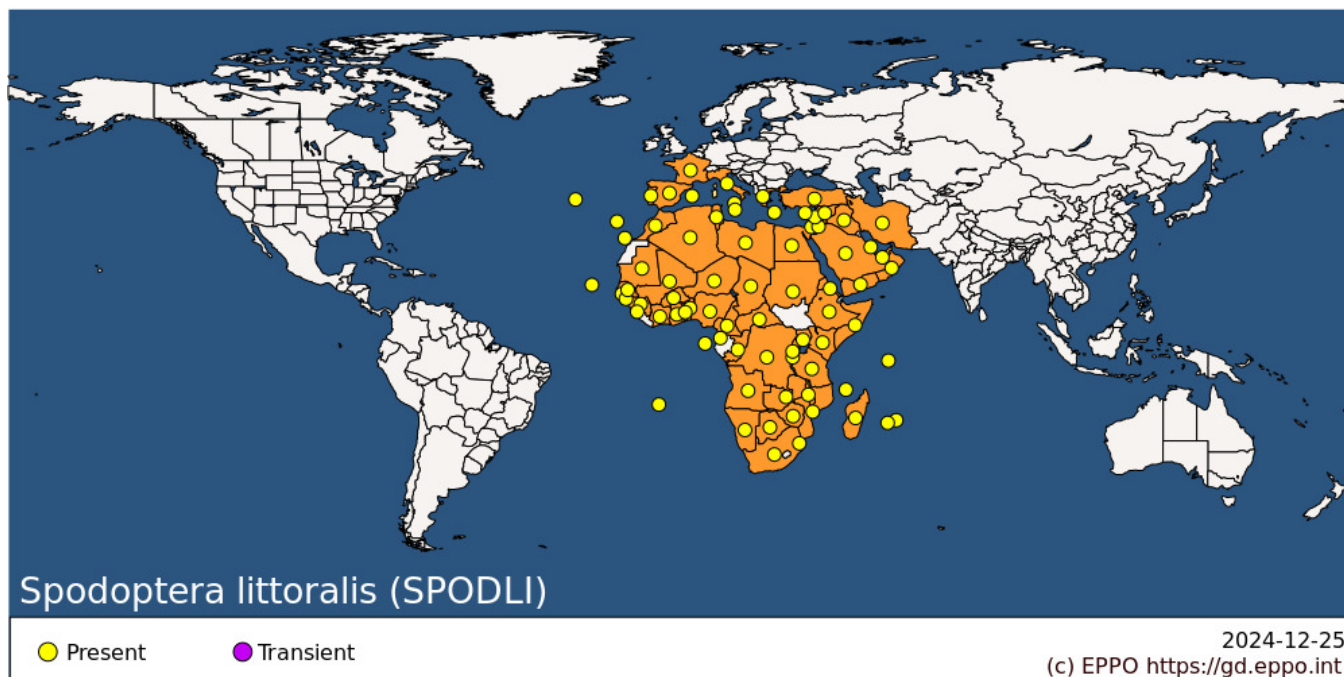 Spodoptera littoralis (SPODLI)
Present
Transient
2024-12-25
(c) EPPO https://gd.eppo.int